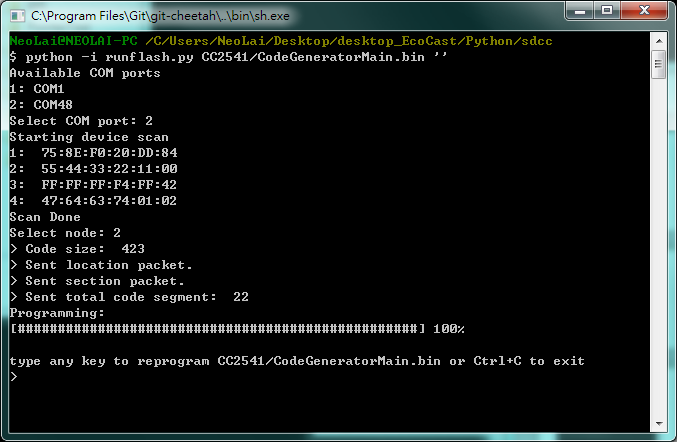 C:\Program Files\Git\git-cheetah\..\bin\sh.exe
NeoLai@NEOLAI-PC /C/Users/NeoLai/Desktop/desktop_EcoCast/Python/sdcc
$ python -i runflash.py CC2541/CodeGeneratorMain.bin ''
Available COM ports
1: COM1
2: COM48
Select COM port: 2
Starting device scan
1:  75:8E:F0:20:DD:84
2:  55:44:33:22:11:00
3:  FF:FF:FF:F4:FF:42
4:  47:64:63:74:01:02
Scan Done
Select node: 2
> Code size:  423
> Sent location packet.
> Sent section packet.
> Sent total code segment:  22
Programming:
[##################################################] 100%
type any key to reprogram CC2541/CodeGeneratorMain.bin or Ctrl+C to exit
>